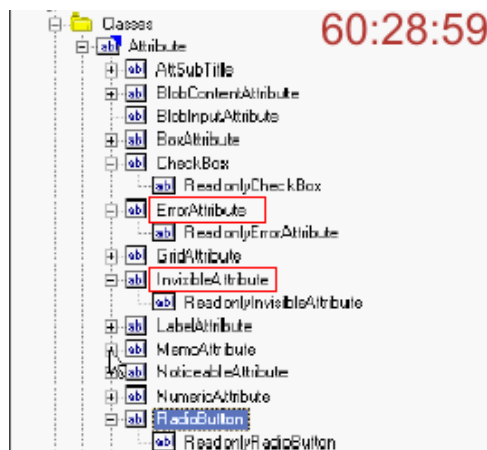 60:28:59
Classes
Attribute
AttSubTitle
BlobContentAttribute
BlobInputAttribute
BoxAttribute
CheckBox
ReadonlyCheckBox
ErrorAttribute
ReadonlyErrorAttribute
GridAttribute
InvisibleAttribute
ReadonlyInvisibleAttribute
LabelAttribute
MemoAttribute
NoticeableAttribute
NumericAttribute
RadioButton
ReadonlyRadioButton